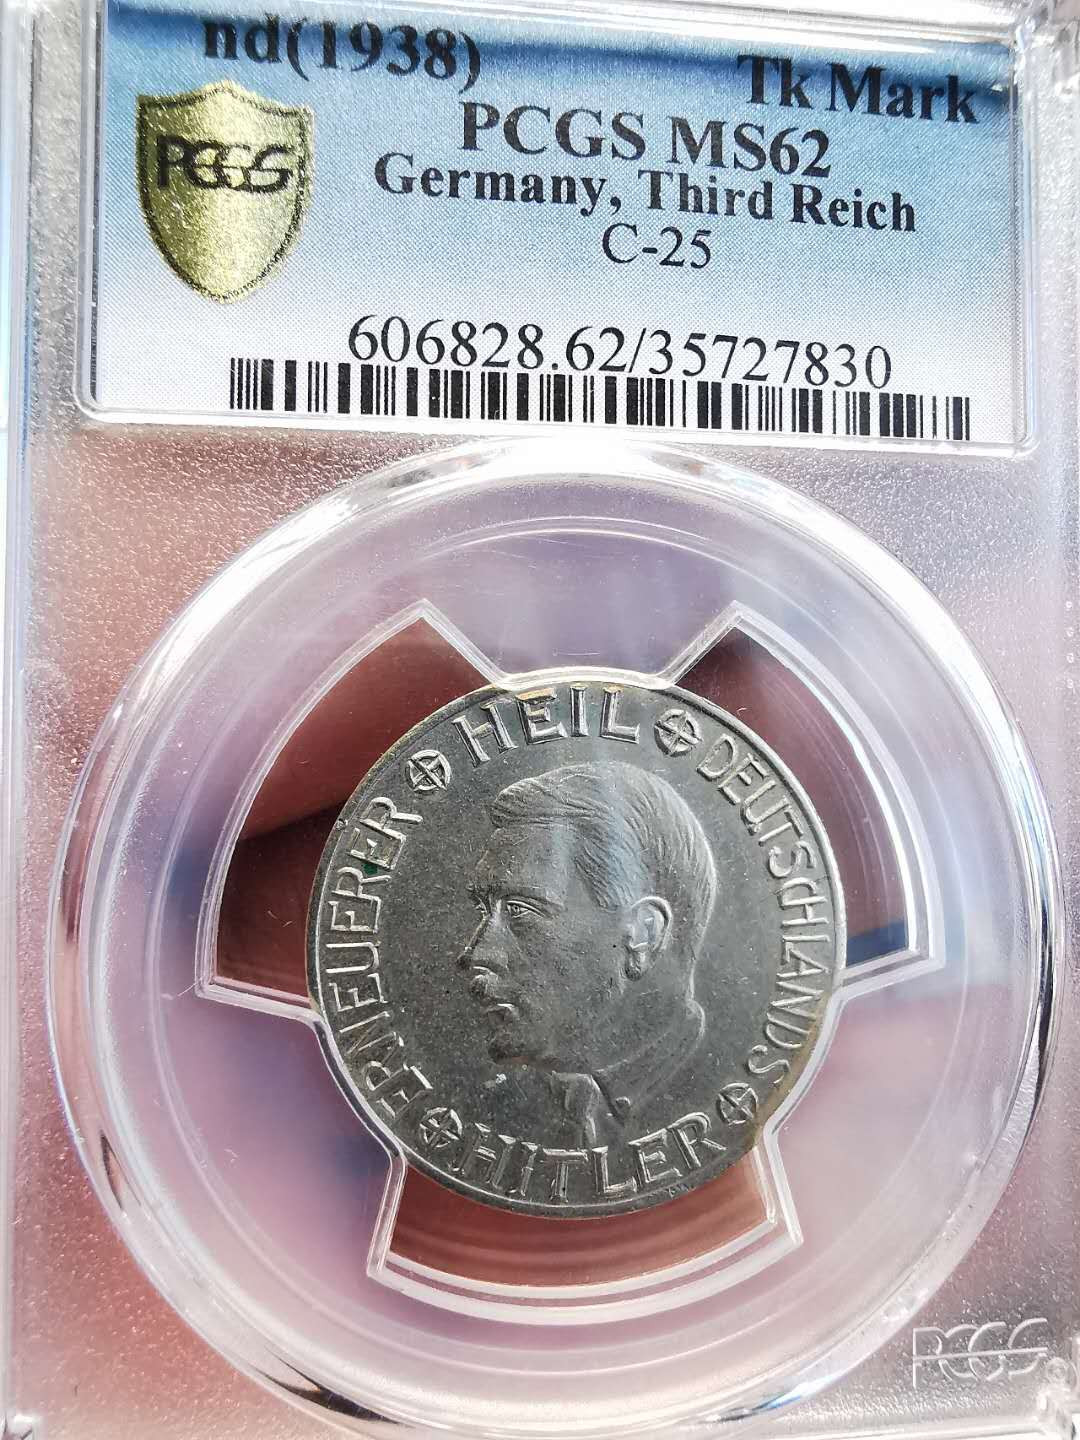 nd(1938)
Tk Mark
PCGS
PCGS MS62
Germany, Third Reich
C-25
606828.62/35727830
HEIL
DEUTSCHLANDS
ERNEUERER
HITLER
PCGS